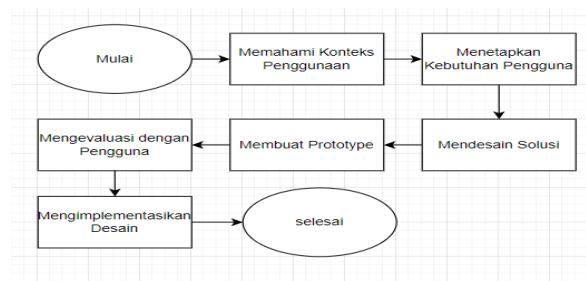 Mulai
Memahami Konteks
Penggunaan
Menetapkan
Kebutuhan Pengguna
Mengevaluasi dengan
Pengguna
Membuat Prototype
Mendesain Solusi
Mengimplementasikan
Desain
selesai